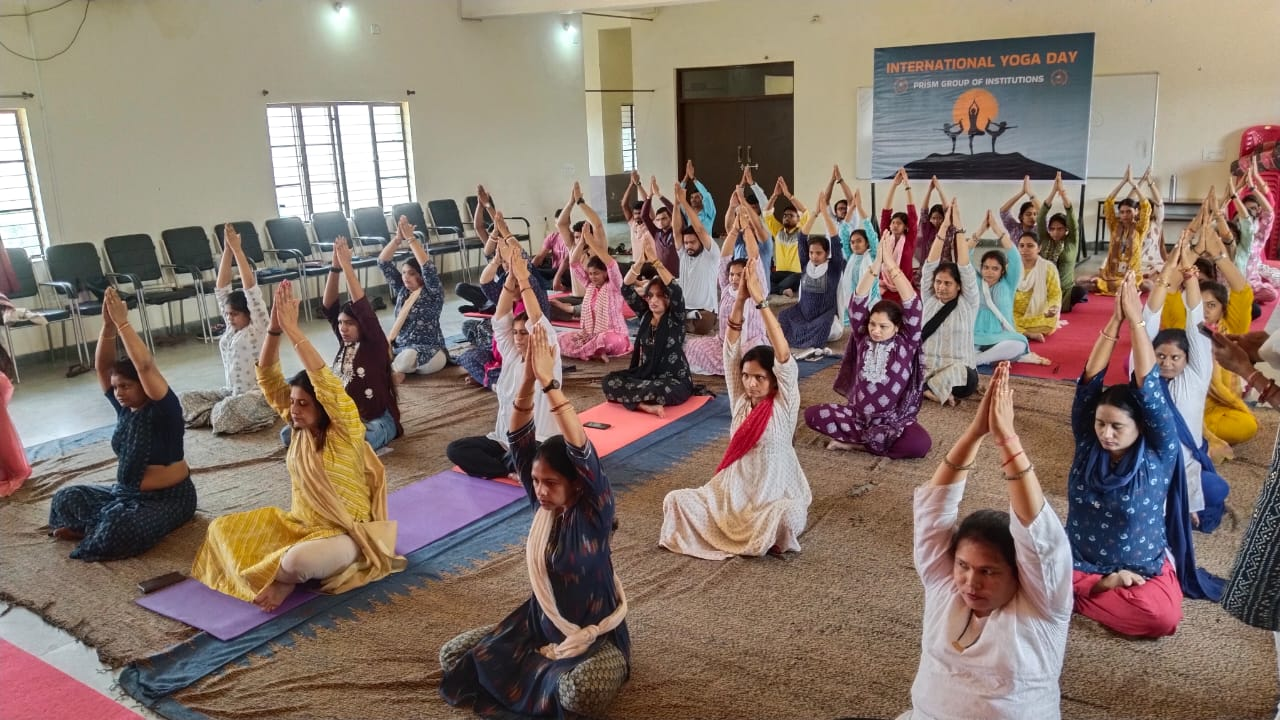 INTERNATIONAL YOGA DAY
PRISM GROUP OF INSTITUTIONS